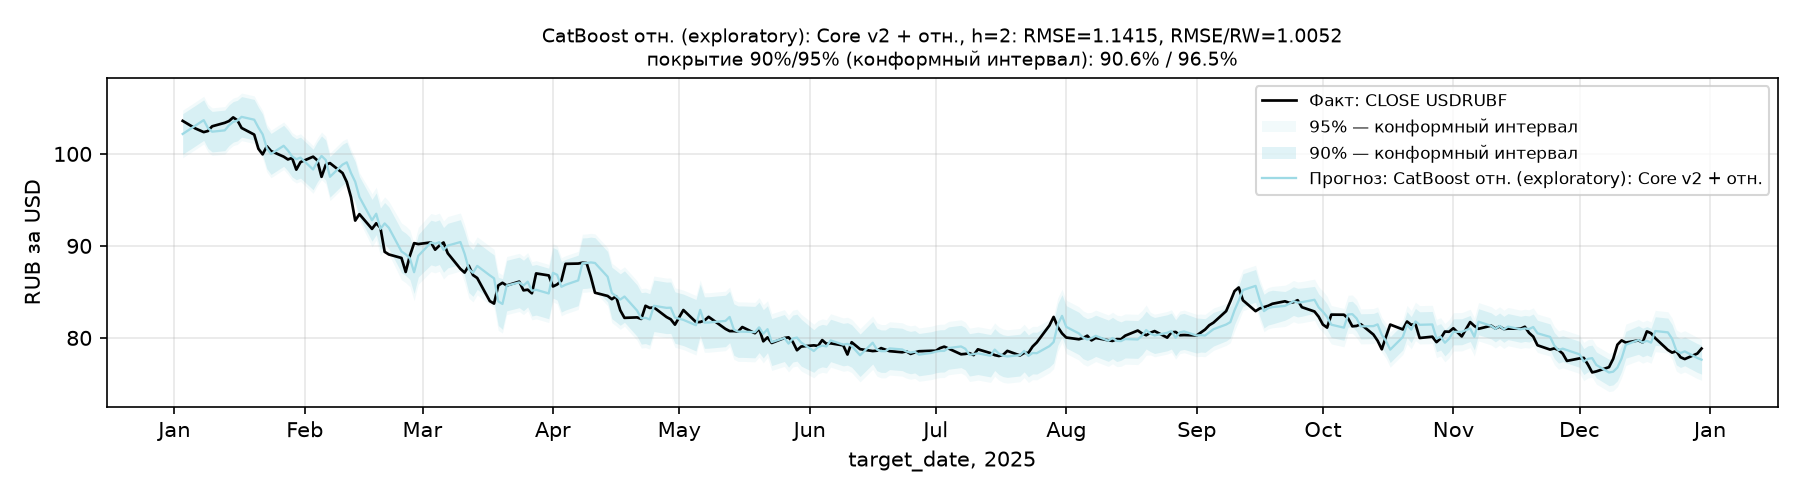 CatBoost отн. (exploratory): Core v2 + отн., h=2: RMSE=1.1415, RMSE/RW=1.0052
покрытие 90%/95% (конформный интервал): 90.6% / 96.5%
Факт: CLOSE USDRUBF
95% — конформный интервал
90% — конформный интервал
Прогноз: CatBoost отн. (exploratory): Core v2 + отн.
RUB за USD
100
90
80
Jan Feb Mar Apr May Jun Jul Aug Sep Oct Nov Dec Jan
target_date, 2025